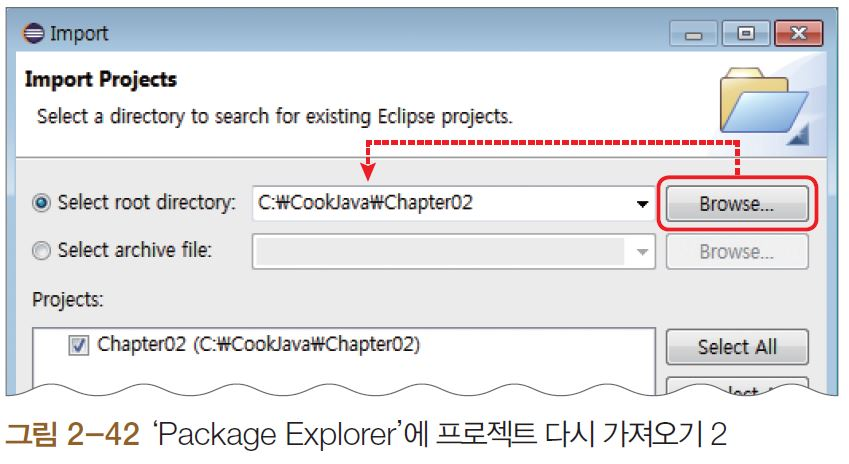 Import
Import Projects
Select a directory to search for existing Eclipse projects.
Select root directory: C:₩CookJava₩Chapter02 Browse...
Select archive file: Browse...
Projects:
Chapter02 (C:₩CookJava₩Chapter02) Select All
그림 2-42 ‘Package Explorer’에 프로젝트 다시 가져오기 2